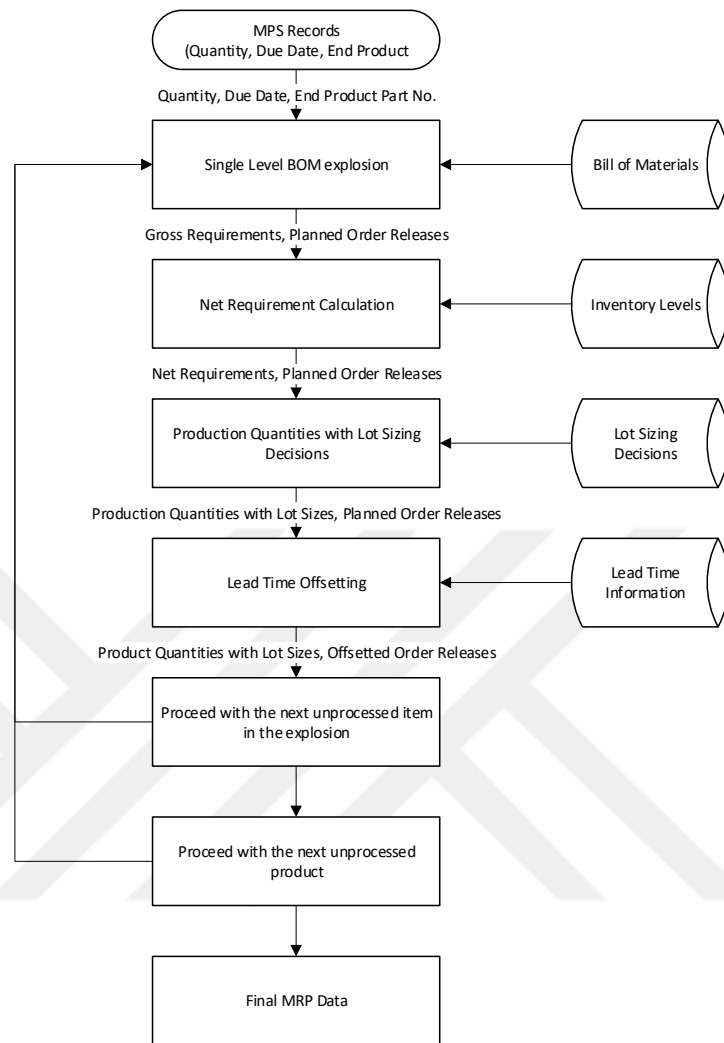 MPS Records
(Quantity, Due Date, End Product
Quantity, Due Date, End Product Part No.
Single Level BOM explosion
Bill of Materials
Gross Requirements, Planned Order Releases
Net Requirement Calculation
Inventory Levels
Net Requirements, Planned Order Releases
Production Quantities with Lot Sizing
Decisions
Lot Sizing
Decisions
Production Quantities with Lot Sizes, Planned Order Releases
Lead Time Offsetting
Lead Time
Information
Product Quantities with Lot Sizes, Offsetted Order Releases
Proceed with the next unprocessed item
in the explosion
Proceed with the next unprocessed
product
Final MRP Data